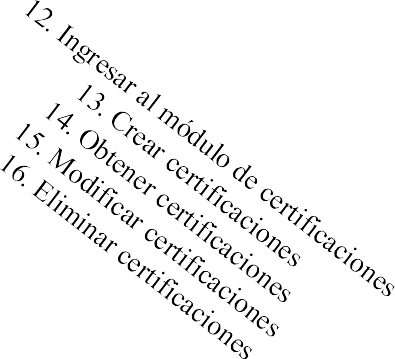 12. Ingresar al módulo de certificaciones
13. Crear certificaciones
14. Obtener certificaciones
15. Modificar certificaciones
16. Eliminar certificaciones